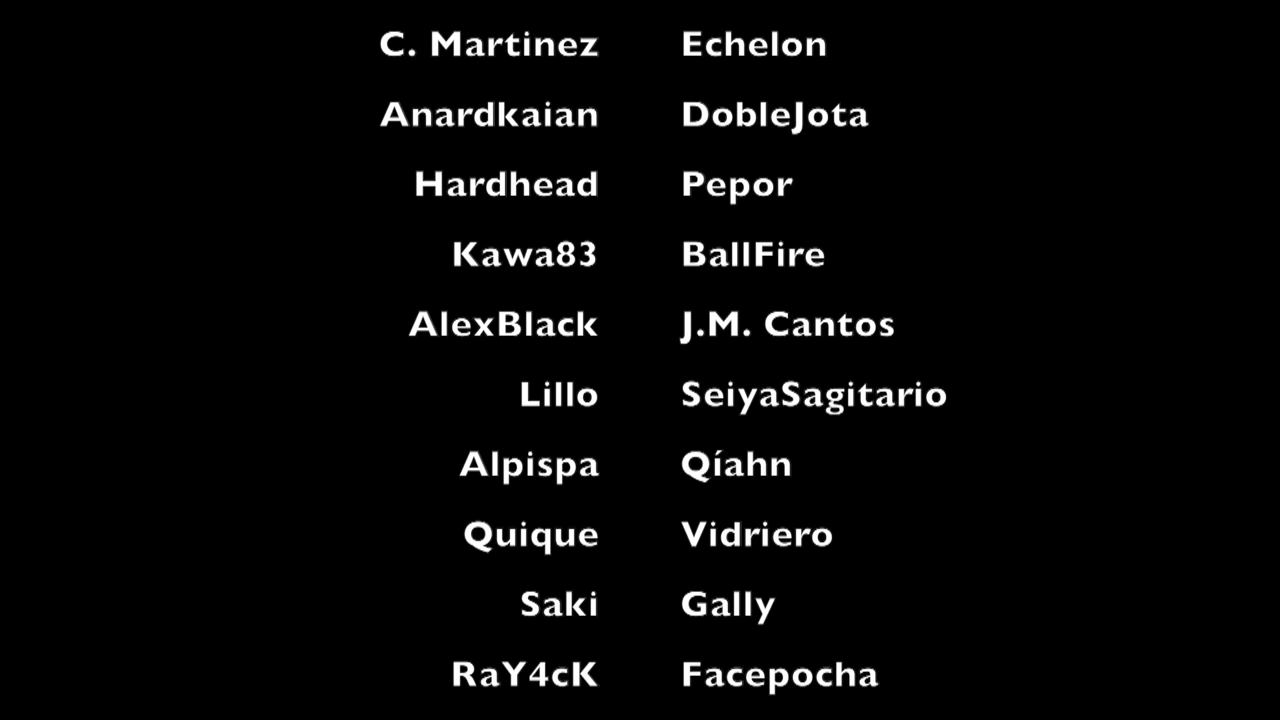 C. Martinez Echelon
Anardkaian DobleJota
Hardhead Pepor
Kawa83 BallFire
AlexBlack J.M. Cantos
Lillo SeiyaSagitario
Alpispa Qíahn
Quique Vidriero
Saki Gally
RaY4cK Facepocha